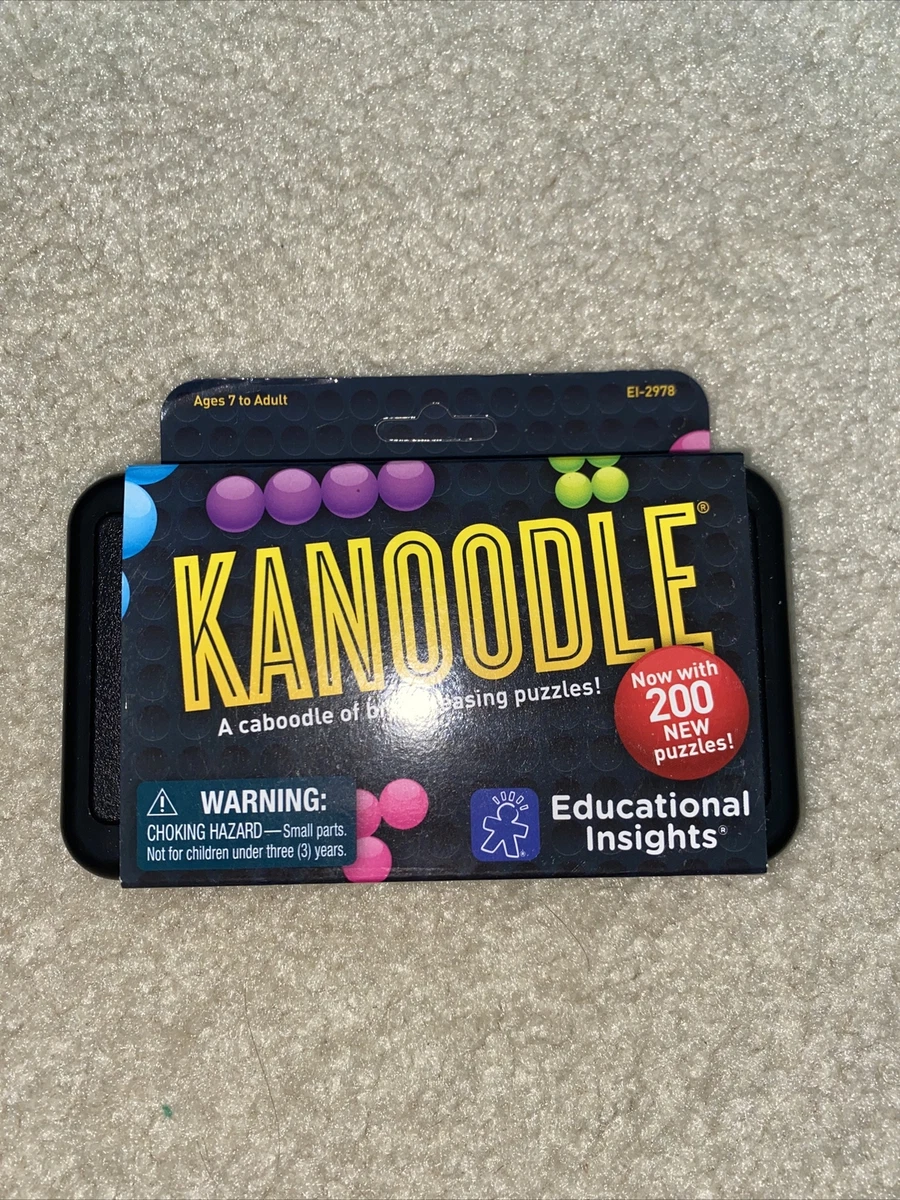 Ages 7 to Adult
EI-2978
KANOODLE®
A caboodle of easing puzzles!
Now with
200
NEW
puzzles!
WARNING:
CHOKING HAZARD—Small parts.
Not for children under three (3) years.
Educational
Insights®